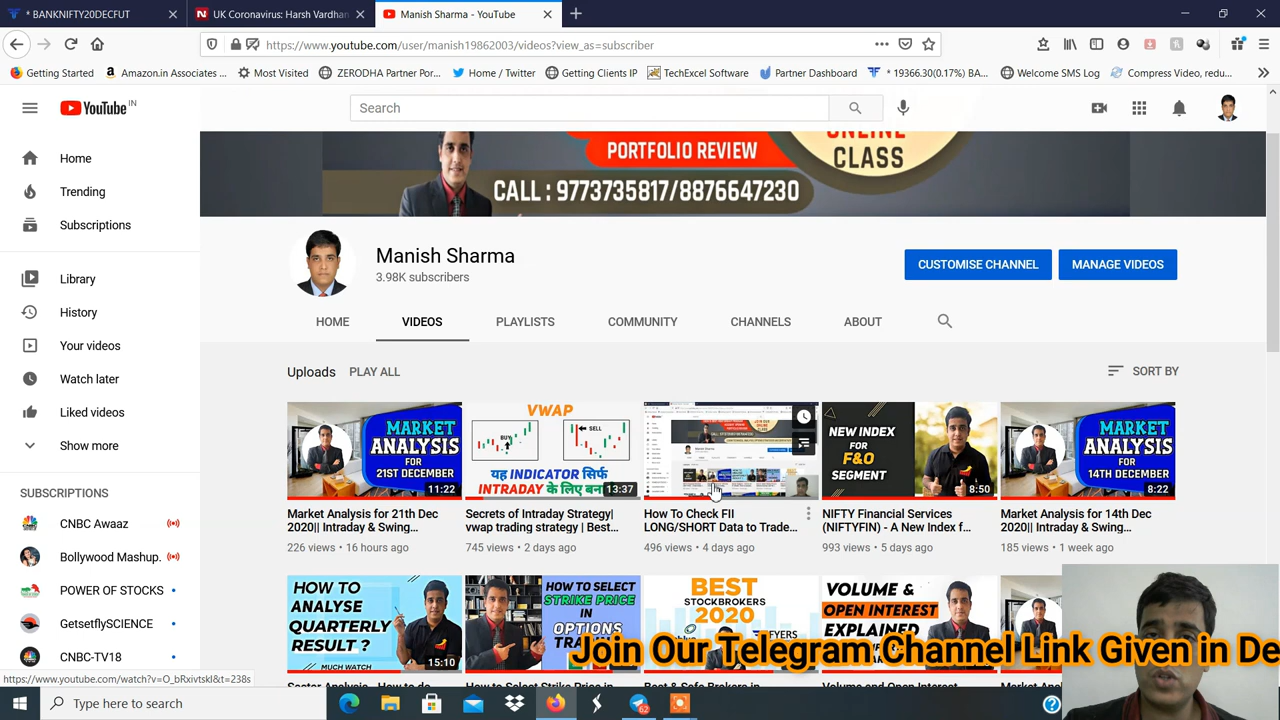 * BANKNIFTY20DECFUT
UK Coronavirus: Harsh Vardhan
Manish Sharma - YouTube
https://www.youtube.com/user/manish19862003/videos?view_as=subscriber
Getting Started
Amazon.in Associates ...
Most Visited
ZERODHA Partner Por...
Home / Twitter
Getting Clients IP
TechExcel Software
Partner Dashboard
* 19366.30(0.17%) BA...
Welcome SMS Log
Compress Video, redu...
YouTube IN
Search
ONLINE
CLASS
PORTFOLIO REVIEW
CALL : 9773735817/8876647230
Home
Trending
Subscriptions
Library
History
Your videos
Watch later
Liked videos
Show more
SUBSCRIPTIONS
CNBC Awaaz
Bollywood Mashup.
POWER OF STOCKS
GetsetflySCIENCE
CNBC-TV18
Manish Sharma
3.98K subscribers
CUSTOMISE CHANNEL
MANAGE VIDEOS
HOME
VIDEOS
PLAYLISTS
COMMUNITY
CHANNELS
ABOUT
Uploads
PLAY ALL
SORT BY
MARKET
ANALYSIS
FOR
21ST DECEMBER
11:22
Market Analysis for 21th Dec
2020|| Intraday & Swing...
226 views • 16 hours ago
VWAP
BUY
SELL
यह INDICATOR सिर्फ
INTRADAY के लिए बना
13:37
Secrets of Intraday Strategy|
vwap trading strategy | Best...
745 views • 2 days ago
How To Check FII
LONG/SHORT Data to Trade...
496 views • 4 days ago
NEW INDEX
FOR
F&O
SEGMENT
8:50
NIFTY Financial Services
(NIFTYFIN) - A New Index f...
993 views • 5 days ago
MARKET
ANALYSIS
FOR
14TH DECEMBER
8:22
Market Analysis for 14th Dec
2020|| Intraday & Swing...
185 views • 1 week ago
HOW TO
ANALYSE
QUARTERLY
RESULT ?
MUCH WATCH
15:10
HOW TO SELECT
STRIKE PRICE
IN
OPTIONS
BEST
STOCKBROKERS
2020
FYERS
VOLUME &
OPEN INTEREST
EXPLAINED
Join Our Telegram Channel Link Given in De
https://www.youtube.com/watch?v=O_bRxivtskI&t=238s
Type here to search
62